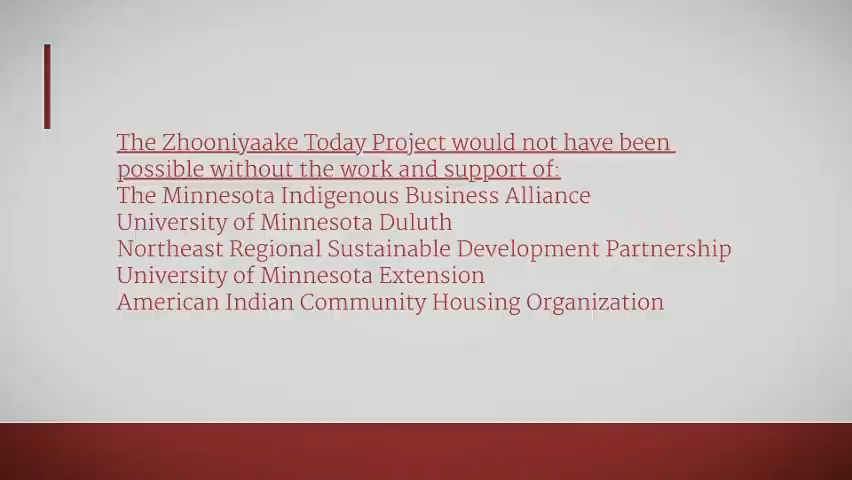 The Zhooniyaake Today Project would not have been
possible without the work and support of:
The Minnesota Indigenous Business Alliance
University of Minnesota Duluth
Northeast Regional Sustainable Development Partnership
University of Minnesota Extension
American Indian Community Housing Organization